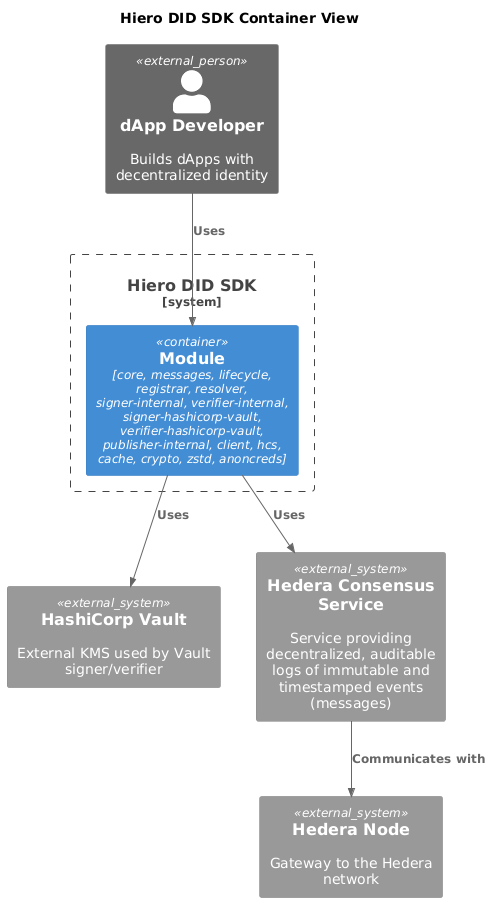 Hiero DID SDK Container View
«external_person»
dApp Developer
Builds dApps with
decentralized identity
Uses
Hiero DID SDK
[system]
«container»
Module
[core, messages, lifecycle,
registrar, resolver,
signer-internal, verifier-internal,
signer-hashicorp-vault,
verifier-hashicorp-vault,
publisher-internal, client, hcs,
cache, crypto, zstd, anoncreds]
Uses
Uses
«external_system»
HashiCorp Vault
External KMS used by Vault
signer/verifier
«external_system»
Hedera Consensus
Service
Service providing
decentralized, auditable
logs of immutable and
timestamped events
(messages)
Communicates with
«external_system»
Hedera Node
Gateway to the Hedera
network